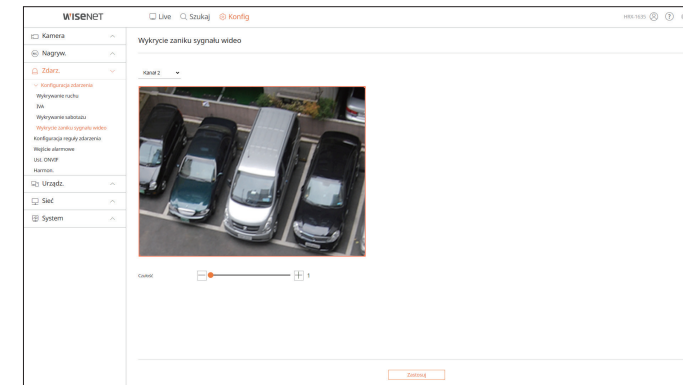 WISENET
Live Szukaj Konfig
HRX-1635
Kamera
Nagryw.
Zdarz.
Konfiguracja zdarzenia
Wykrywanie ruchu
IVA
Wykrywanie sabotażu
Wykrycie zaniku sygnału wideo
Konfiguracja reguły zdarzenia
Wejście alarmowe
Ust. ONVIF
Harmon.
Urządz.
Sieć
System
Wykrycie zaniku sygnału wideo
Kanał 2
Czułość
1
Zastosuj